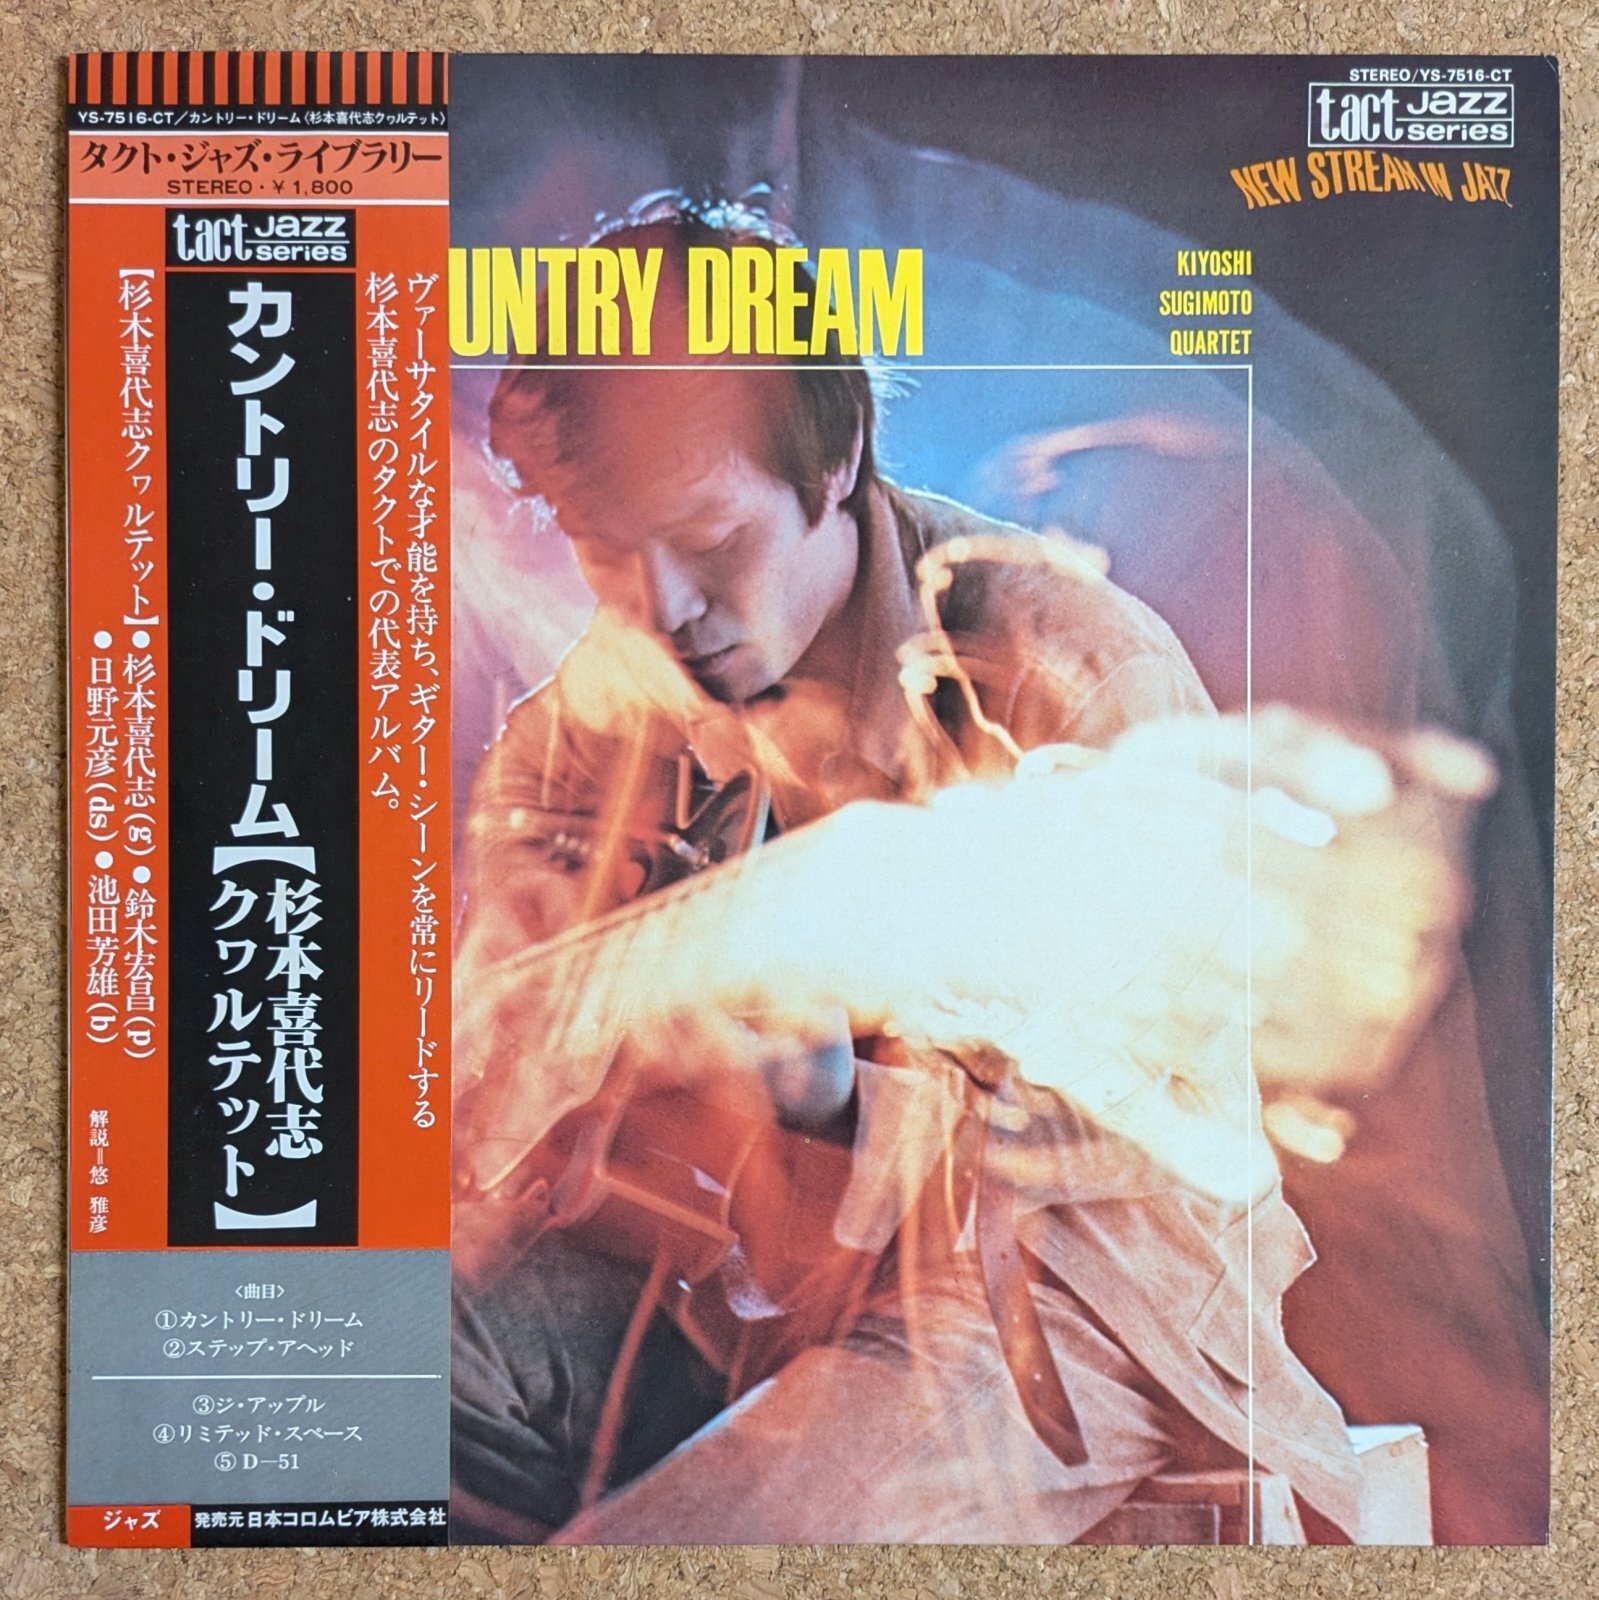 YS-7516-CT／カントリー・ドリーム〈杉本喜代志クヮルテット〉
タクト・ジャズ・ライブラリー
STEREO・￥1,800
tact Jazz series
ヴァーサタイルな才能を持ち、ギター・シーンを常にリードする
杉本喜代志のタクトでの代表アルバム。
カントリー・ドリーム【杉本喜代志
クヮルテット】
【杉本喜代志クヮルテット】●杉本喜代志(g)●鈴木宏昌(p)
●日野元彦(ds)●池田芳雄(b)
解説＝悠 雅彦
〈曲目〉
①カントリー・ドリーム
②ステップ・アヘッド
③ジ・アップル
④リミテッド・スペース
⑤D—51
ジャズ
発売元 日本コロムビア株式会社
STEREO/YS-7516-CT
tact Jazz series
NEW STREAM IN JAZZ
UNTRY DREAM
KIYOSHI
SUGIMOTO
QUARTET